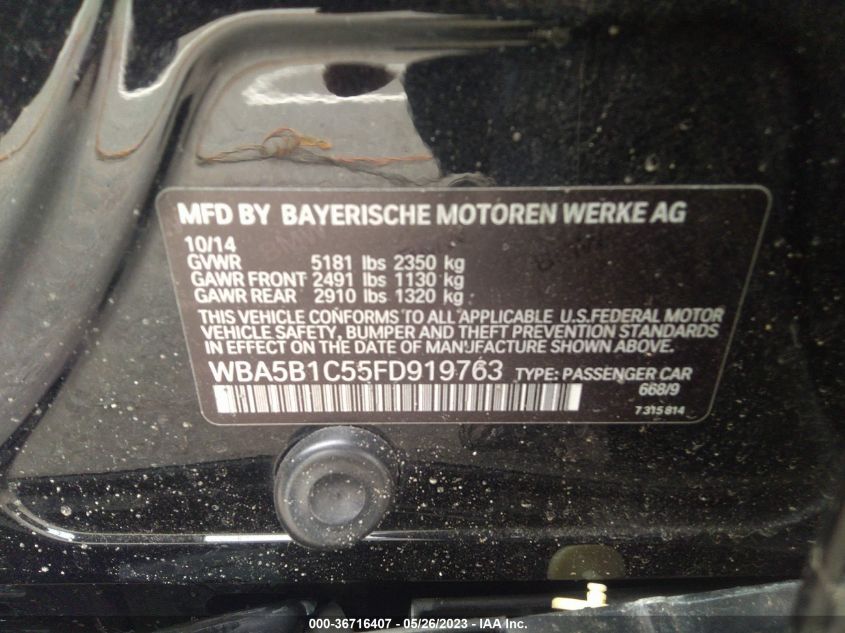 MFD BY BAYERISCHE MOTOREN WERKE AG
10/14
GVWR 5181 lbs 2350 kg
GAWR FRONT 2491 lbs 1130 kg
GAWR REAR 2910 lbs 1320 kg
THIS VEHICLE CONFORMS TO ALL APPLICABLE U.S.FEDERAL MOTOR
VEHICLE SAFETY, BUMPER AND THEFT PREVENTION STANDARDS
IN EFFECT ON THE DATE OF MANUFACTURE SHOWN ABOVE.
WBA5B1C55FD919763 TYPE: PASSENGER CAR
668/9
7 315 814
000-36716407 - 05/26/2023 - IAA Inc.